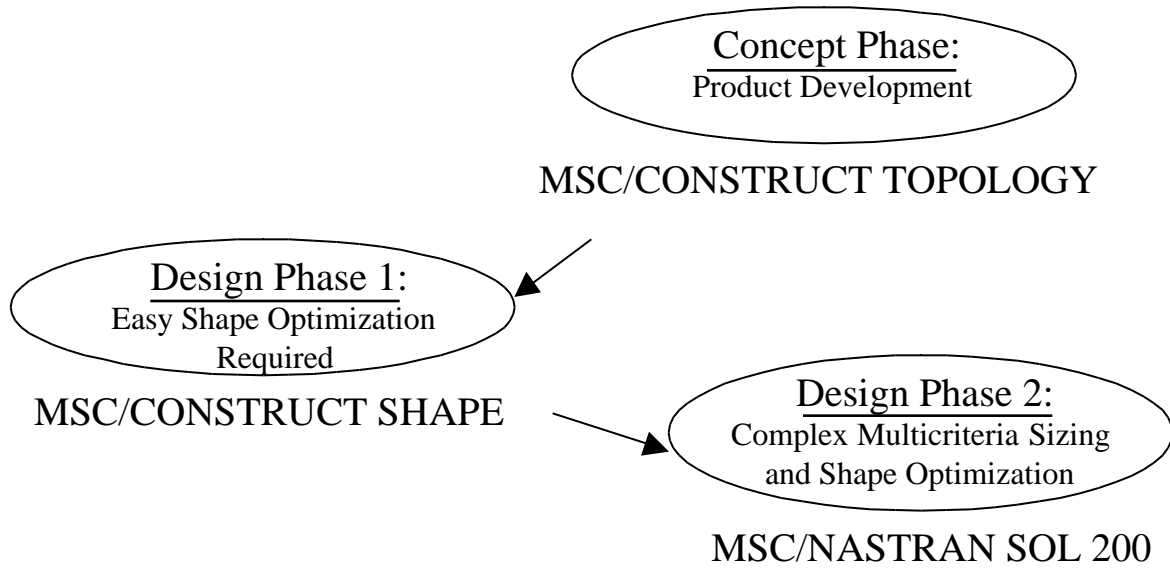 Concept Phase:
Product Development
MSC/CONSTRUCT TOPOLOGY
Design Phase 1:
Easy Shape Optimization
Required
MSC/CONSTRUCT SHAPE
Design Phase 2:
Complex Multicriteria Sizing
and Shape Optimization
MSC/NASTRAN SOL 200